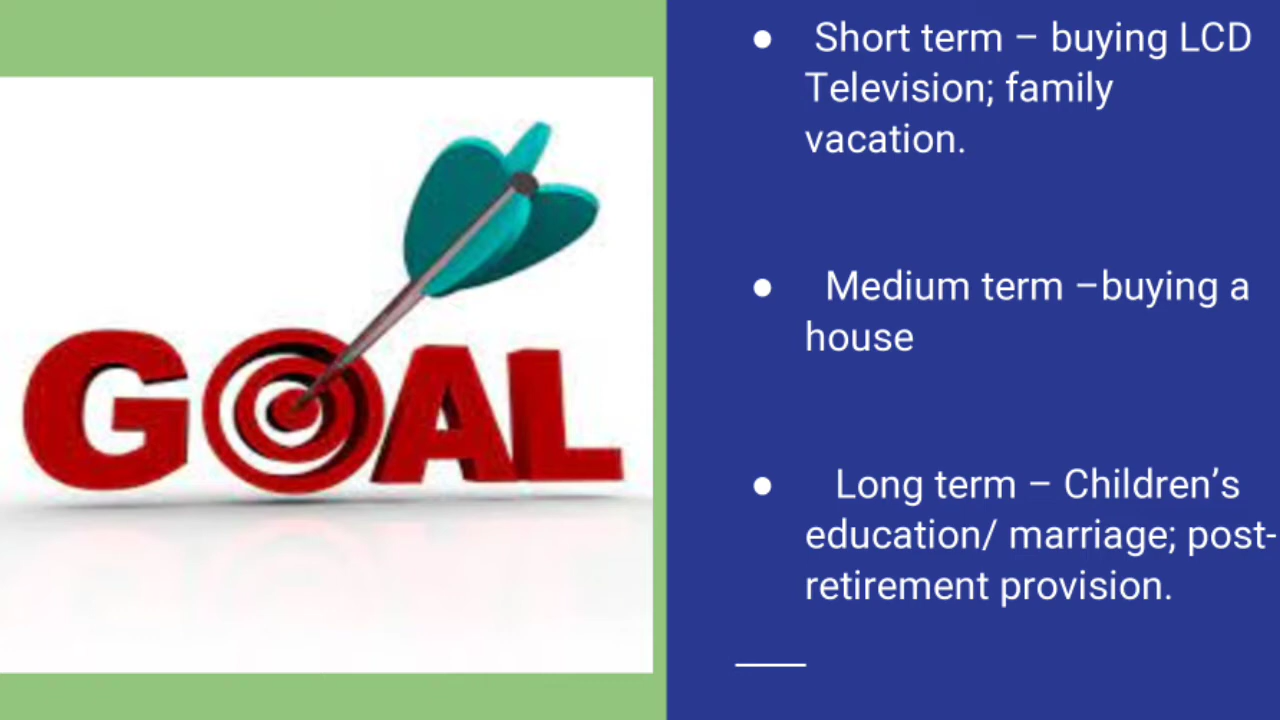 GOAL
● Short term – buying LCD
Television; family
vacation.
● Medium term –buying a
house
● Long term – Children’s
education/ marriage; post-
retirement provision.